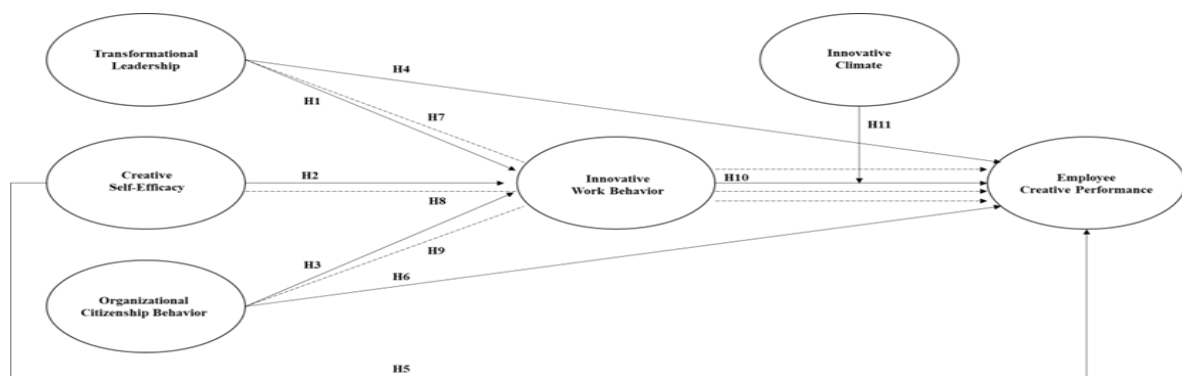 Transformational
Leadership
Innovative
Climate
H4
H1
H7
H11
Creative
Self-Efficacy
H2
H8
Innovative
Work Behavior
H10
Employee
Creative Performance
H9
H3
H6
Organizational
Citizenship Behavior
H5